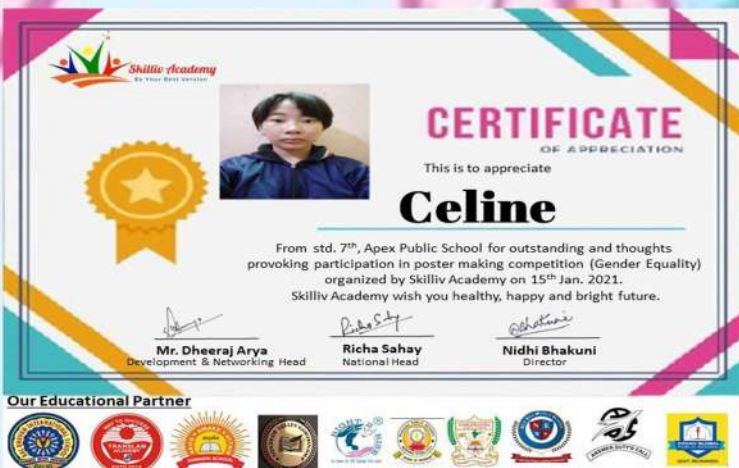 Skilliv Academy
Be Your Best Version
CERTIFICATE
OF APPRECIATION
This is to appreciate
Celine
From std. 7th, Apex Public School for outstanding and thoughts
provoking participation in poster making competition (Gender Equality)
organized by Skilliv Academy on 15th Jan. 2021.
Skilliv Academy wish you healthy, happy and bright future.
Mr. Dheeraj Arya
Development & Networking Head
Richa Sahay
National Head
Nidhi Bhakuni
Director
Our Educational Partner
TRANSLAM
ACADEMY